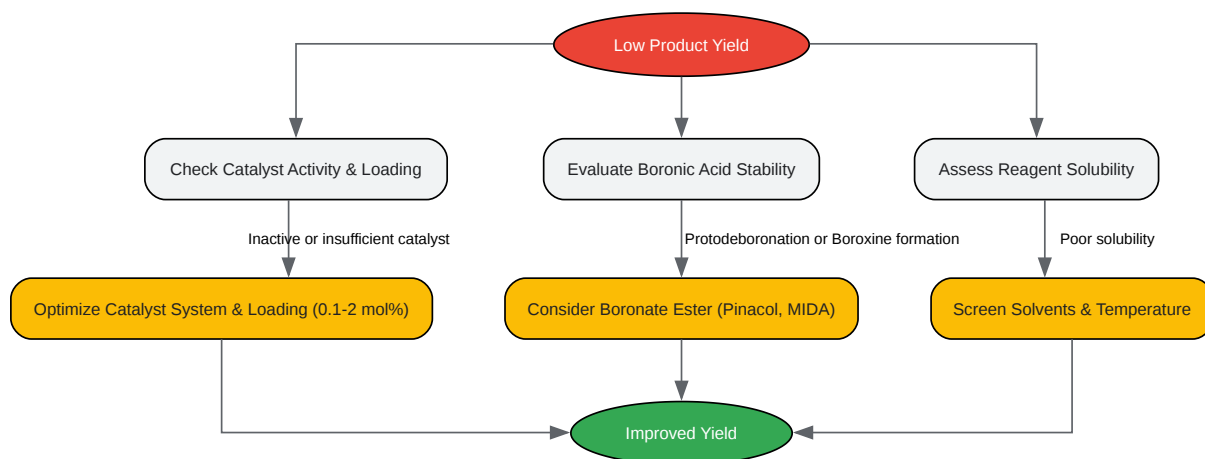 Low Product Yield
Check Catalyst Activity & Loading
Evaluate Boronic Acid Stability
Assess Reagent Solubility
Inactive or insufficient catalyst
Protodeboronation or Boroxine formation
Poor solubility
Optimize Catalyst System & Loading (0.1-2 mol%)
Consider Boronate Ester (Pinacol, MIDA)
Screen Solvents & Temperature
Improved Yield